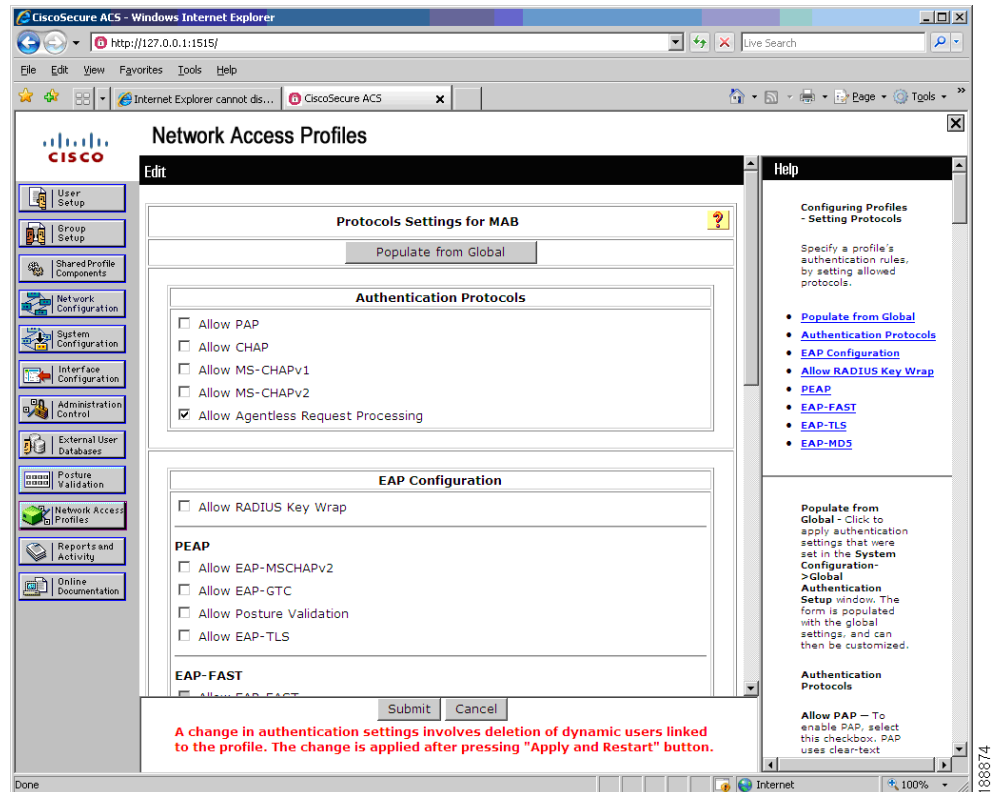 CiscoSecure ACS - Windows Internet Explorer
http://127.0.0.1:1515/
Live Search
File Edit View Favorites Tools Help
Internet Explorer cannot dis...
CiscoSecure ACS
Page
Tools
CISCO
Network Access Profiles
User
Setup
Group
Setup
Shared Profile
Components
Network
Configuration
System
Configuration
Interface
Configuration
Administration
Control
External User
Databases
Posture
Validation
Network Access
Profiles
Reports and
Activity
Online
Documentation
Edit
Protocols Settings for MAB
?
Populate from Global
Authentication Protocols
Allow PAP
Allow CHAP
Allow MS-CHAPv1
Allow MS-CHAPv2
Allow Agentless Request Processing
EAP Configuration
Allow RADIUS Key Wrap
PEAP
Allow EAP-MSCHAPv2
Allow EAP-GTC
Allow Posture Validation
Allow EAP-TLS
EAP-FAST
Allow EAP-FAST
Submit
Cancel
A change in authentication settings involves deletion of dynamic users linked
to the profile. The change is applied after pressing "Apply and Restart" button.
Help
Configuring Profiles
- Setting Protocols
Specify a profile's
authentication rules,
by setting allowed
protocols.
Populate from Global
Authentication Protocols
EAP Configuration
Allow RADIUS Key Wrap
PEAP
EAP-FAST
EAP-TLS
EAP-MD5
Populate from
Global - Click to
apply authentication
settings that were
set in the System
Configuration-
>Global
Authentication
Setup window. The
form is populated
with the global
settings, and can
then be customized.
Authentication
Protocols
Allow PAP — To
enable PAP, select
this checkbox. PAP
uses clear-text
Done
Internet
100%
188874